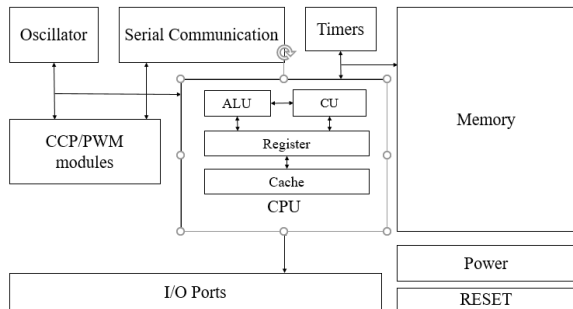 Oscillator
Serial Communication
Timers
ALU
CU
Memory
CCP/PWM
modules
Register
Cache
CPU
Power
I/O Ports
RESET